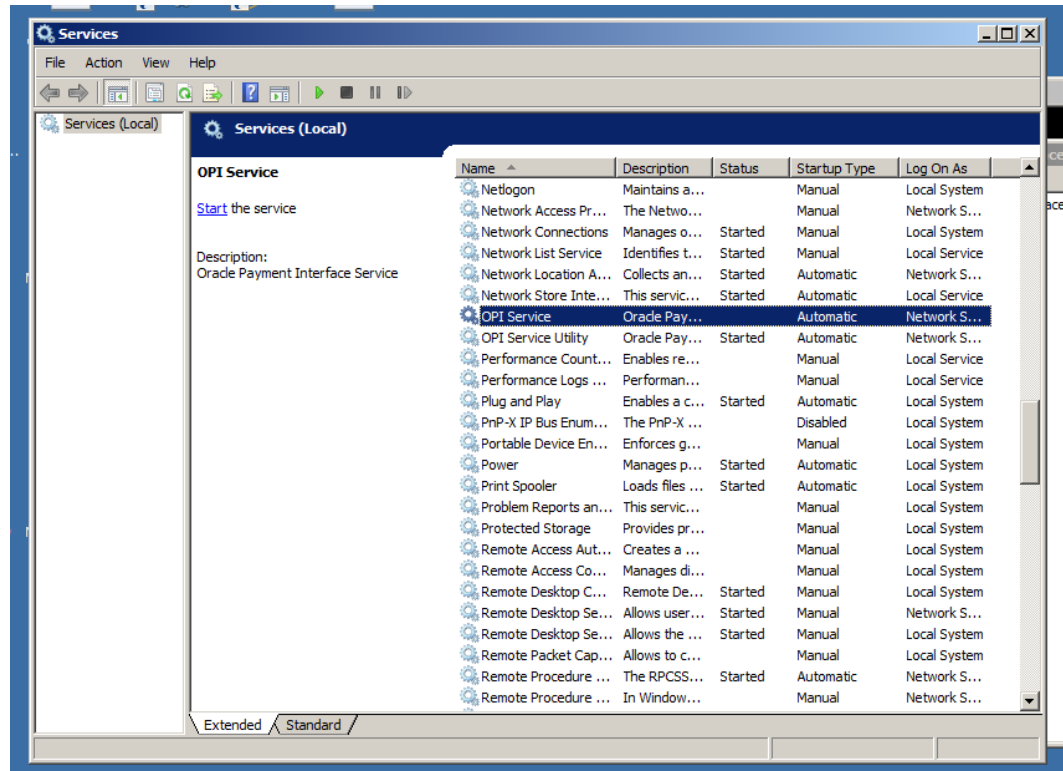 Services
File Action View Help
Services (Local)
Services (Local)
OPI Service
Start the service
Description:
Oracle Payment Interface Service
Name Description Status Startup Type Log On As
Netlogon Maintains a... Manual Local System
Network Access Pr... The Netwo... Manual Network S...
Network Connections Manages o... Started Manual Local System
Network List Service Identifies t... Started Manual Local Service
Network Location A... Collects an... Started Automatic Network S...
Network Store Inte... This servic... Started Automatic Local Service
OPI Service Oracle Pay... Automatic Network S...
OPI Service Utility Oracle Pay... Started Automatic Network S...
Performance Count... Enables re... Manual Local Service
Performance Logs ... Performan... Manual Local Service
Plug and Play Enables a c... Started Automatic Local System
PnP-X IP Bus Enum... The PnP-X ... Disabled Local System
Portable Device En... Enforces g... Manual Local System
Power Manages p... Started Automatic Local System
Print Spooler Loads files ... Started Automatic Local System
Problem Reports an... This servic... Manual Local System
Protected Storage Provides pr... Manual Local System
Remote Access Aut... Creates a ... Manual Local System
Remote Access Co... Manages di... Manual Local System
Remote Desktop C... Remote De... Started Manual Local System
Remote Desktop Se... Allows user... Started Manual Network S...
Remote Desktop Se... Allows the ... Started Manual Local System
Remote Packet Cap... Allows to c... Manual Local System
Remote Procedure ... The RPCSS... Started Automatic Network S...
Remote Procedure ... In Window... Manual Network S...
Extended Standard